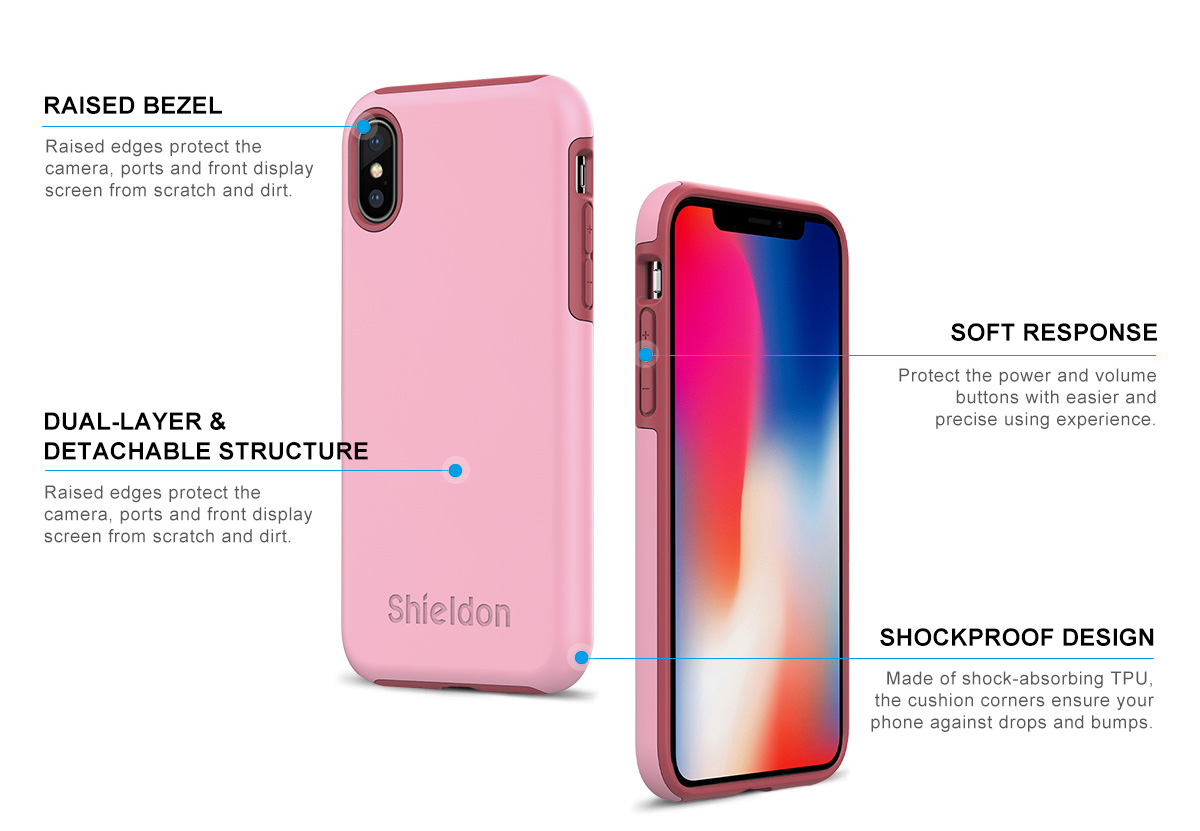 RAISED BEZEL
Raised edges protect the
camera, ports and front display
screen from scratch and dirt.
DUAL-LAYER &
DETACHABLE STRUCTURE
Raised edges protect the
camera, ports and front display
screen from scratch and dirt.
Shieldon
SOFT RESPONSE
Protect the power and volume
buttons with easier and
precise using experience.
SHOCKPROOF DESIGN
Made of shock-absorbing TPU,
the cushion corners ensure your
phone against drops and bumps.